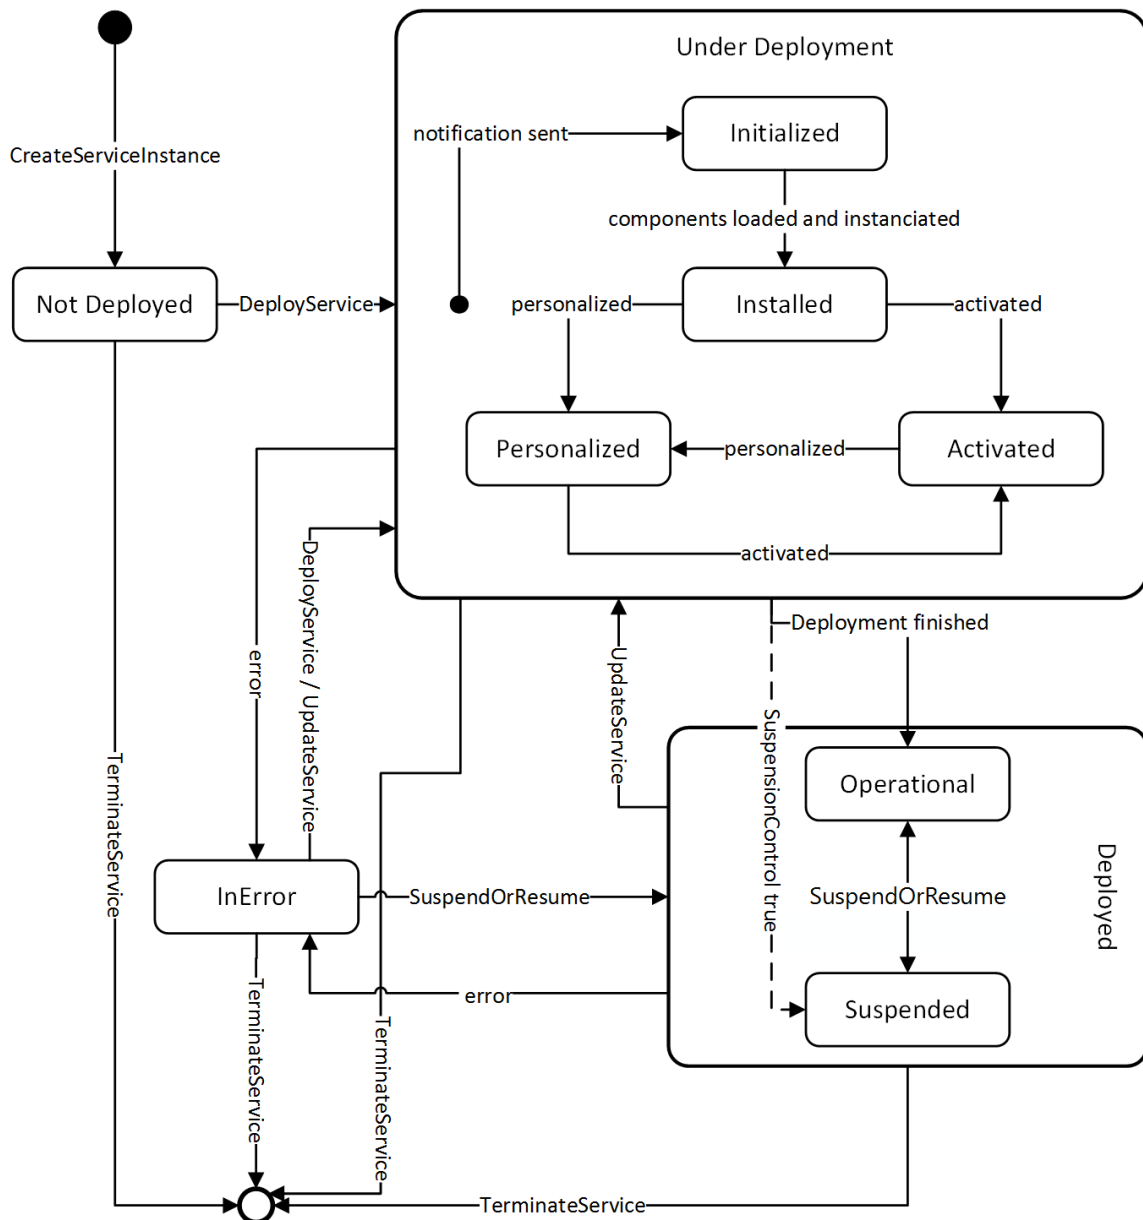 Under Deployment
notification sent
Initialized
CreateServiceInstance
components loaded and instanciated
Not Deployed
DeployService
personalized
Installed
activated
Personalized
personalized
Activated
activated
error
DeployService / UpdateService
UpdateService
Deployment finished
SuspensionControl true
Operational
TerminateService
InError
SuspendOrResume
SuspendOrResume
Deployed
error
Suspended
TerminateService
TerminateService
TerminateService